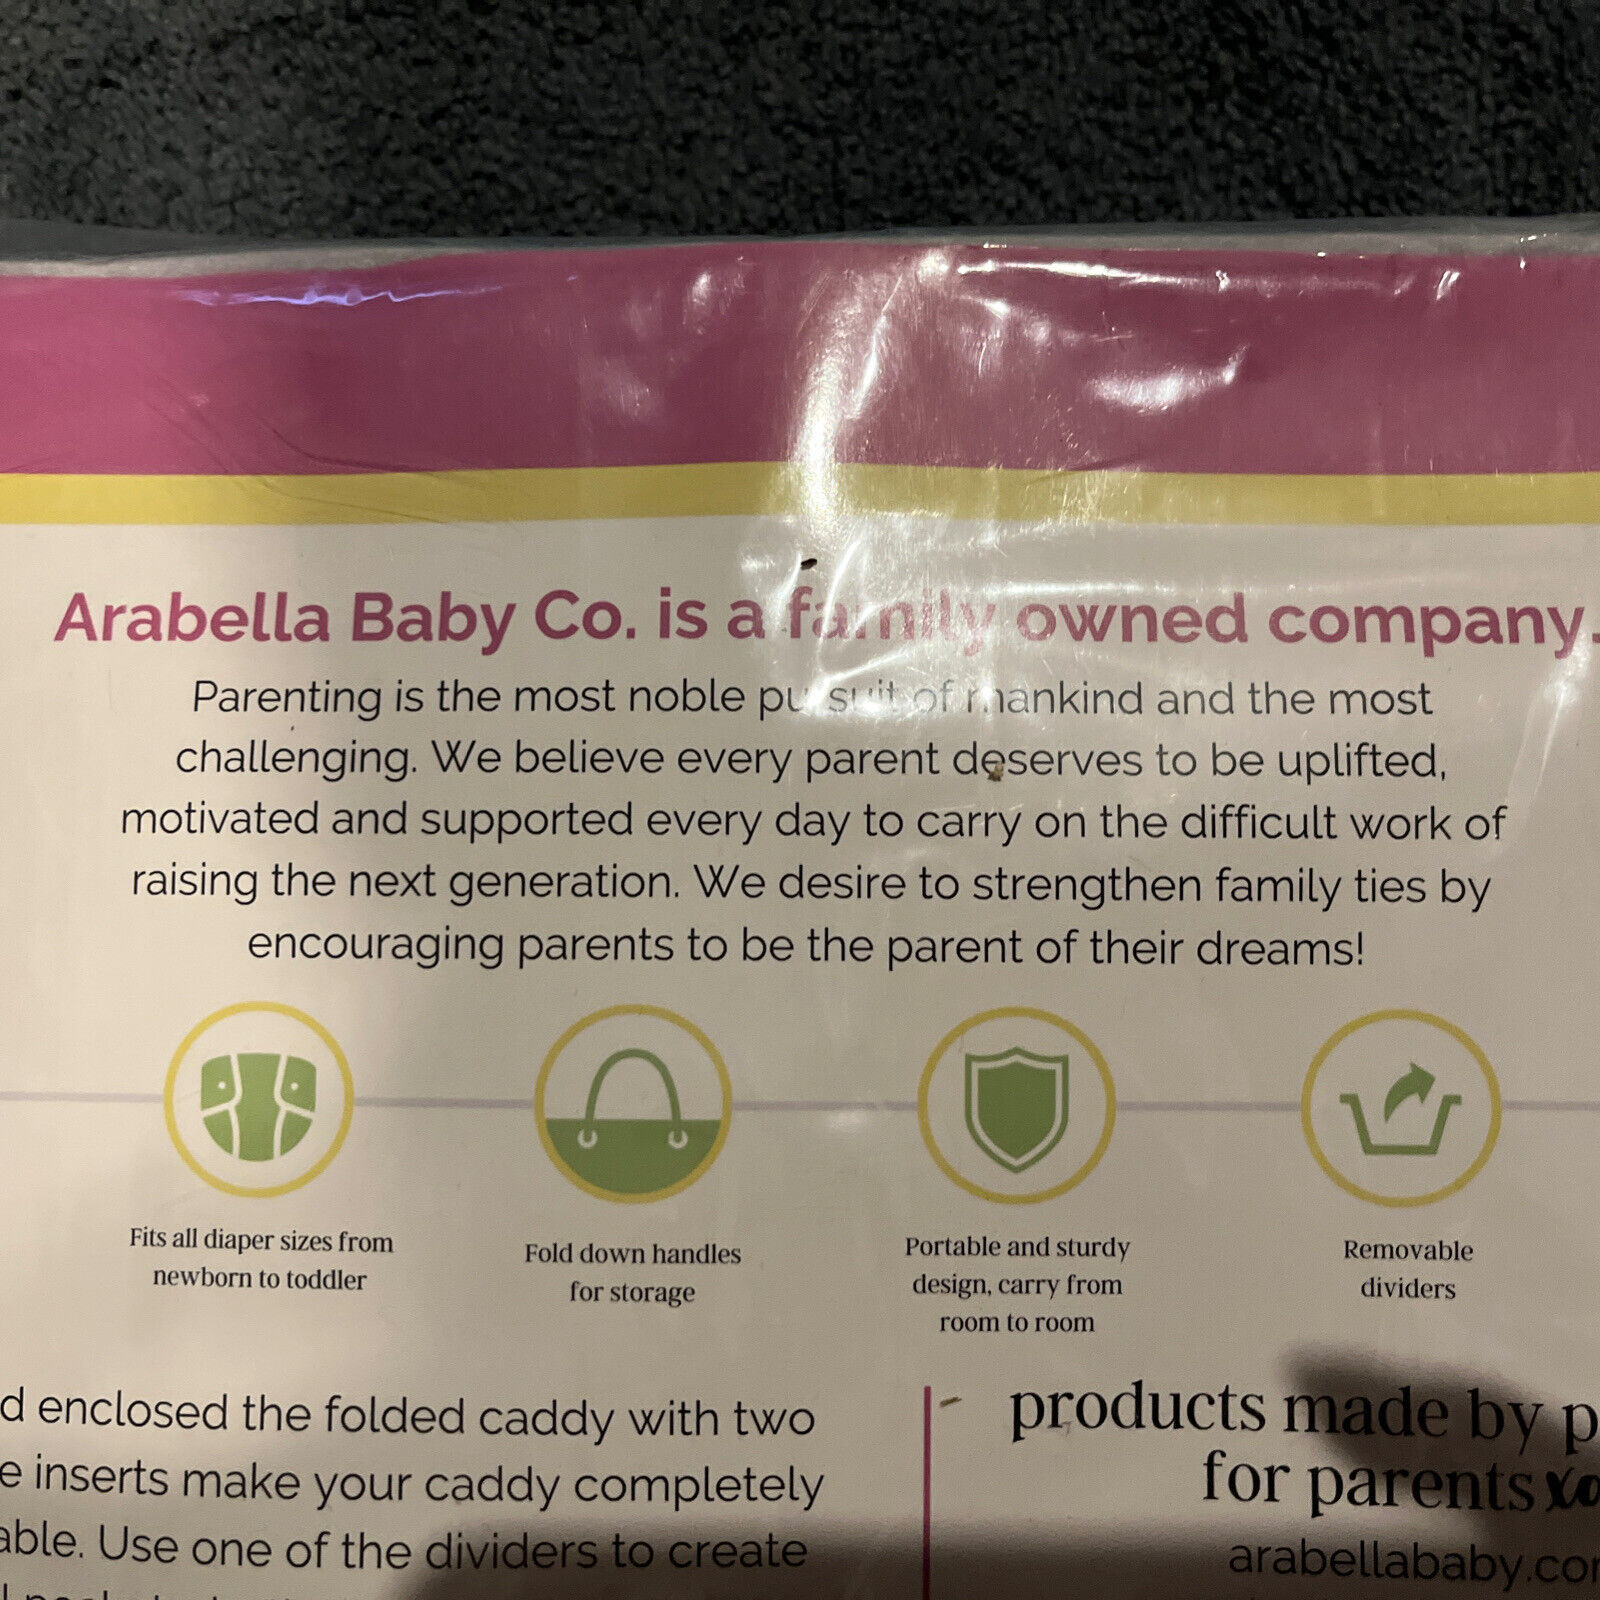 Arabella Baby Co. is a family owned company.
Parenting is the most noble pursuit of mankind and the most
challenging. We believe every parent deserves to be uplifted,
motivated and supported every day to carry on the difficult work of
raising the next generation. We desire to strengthen family ties by
encouraging parents to be the parent of their dreams!
Fits all diaper sizes from
newborn to toddler
Fold down handles
for storage
Portable and sturdy
design, carry from
room to room
Removable
dividers
d enclosed the folded caddy with two
e inserts make your caddy completely
able. Use one of the dividers to create
products made by p
for parents xo
arabellababy.co